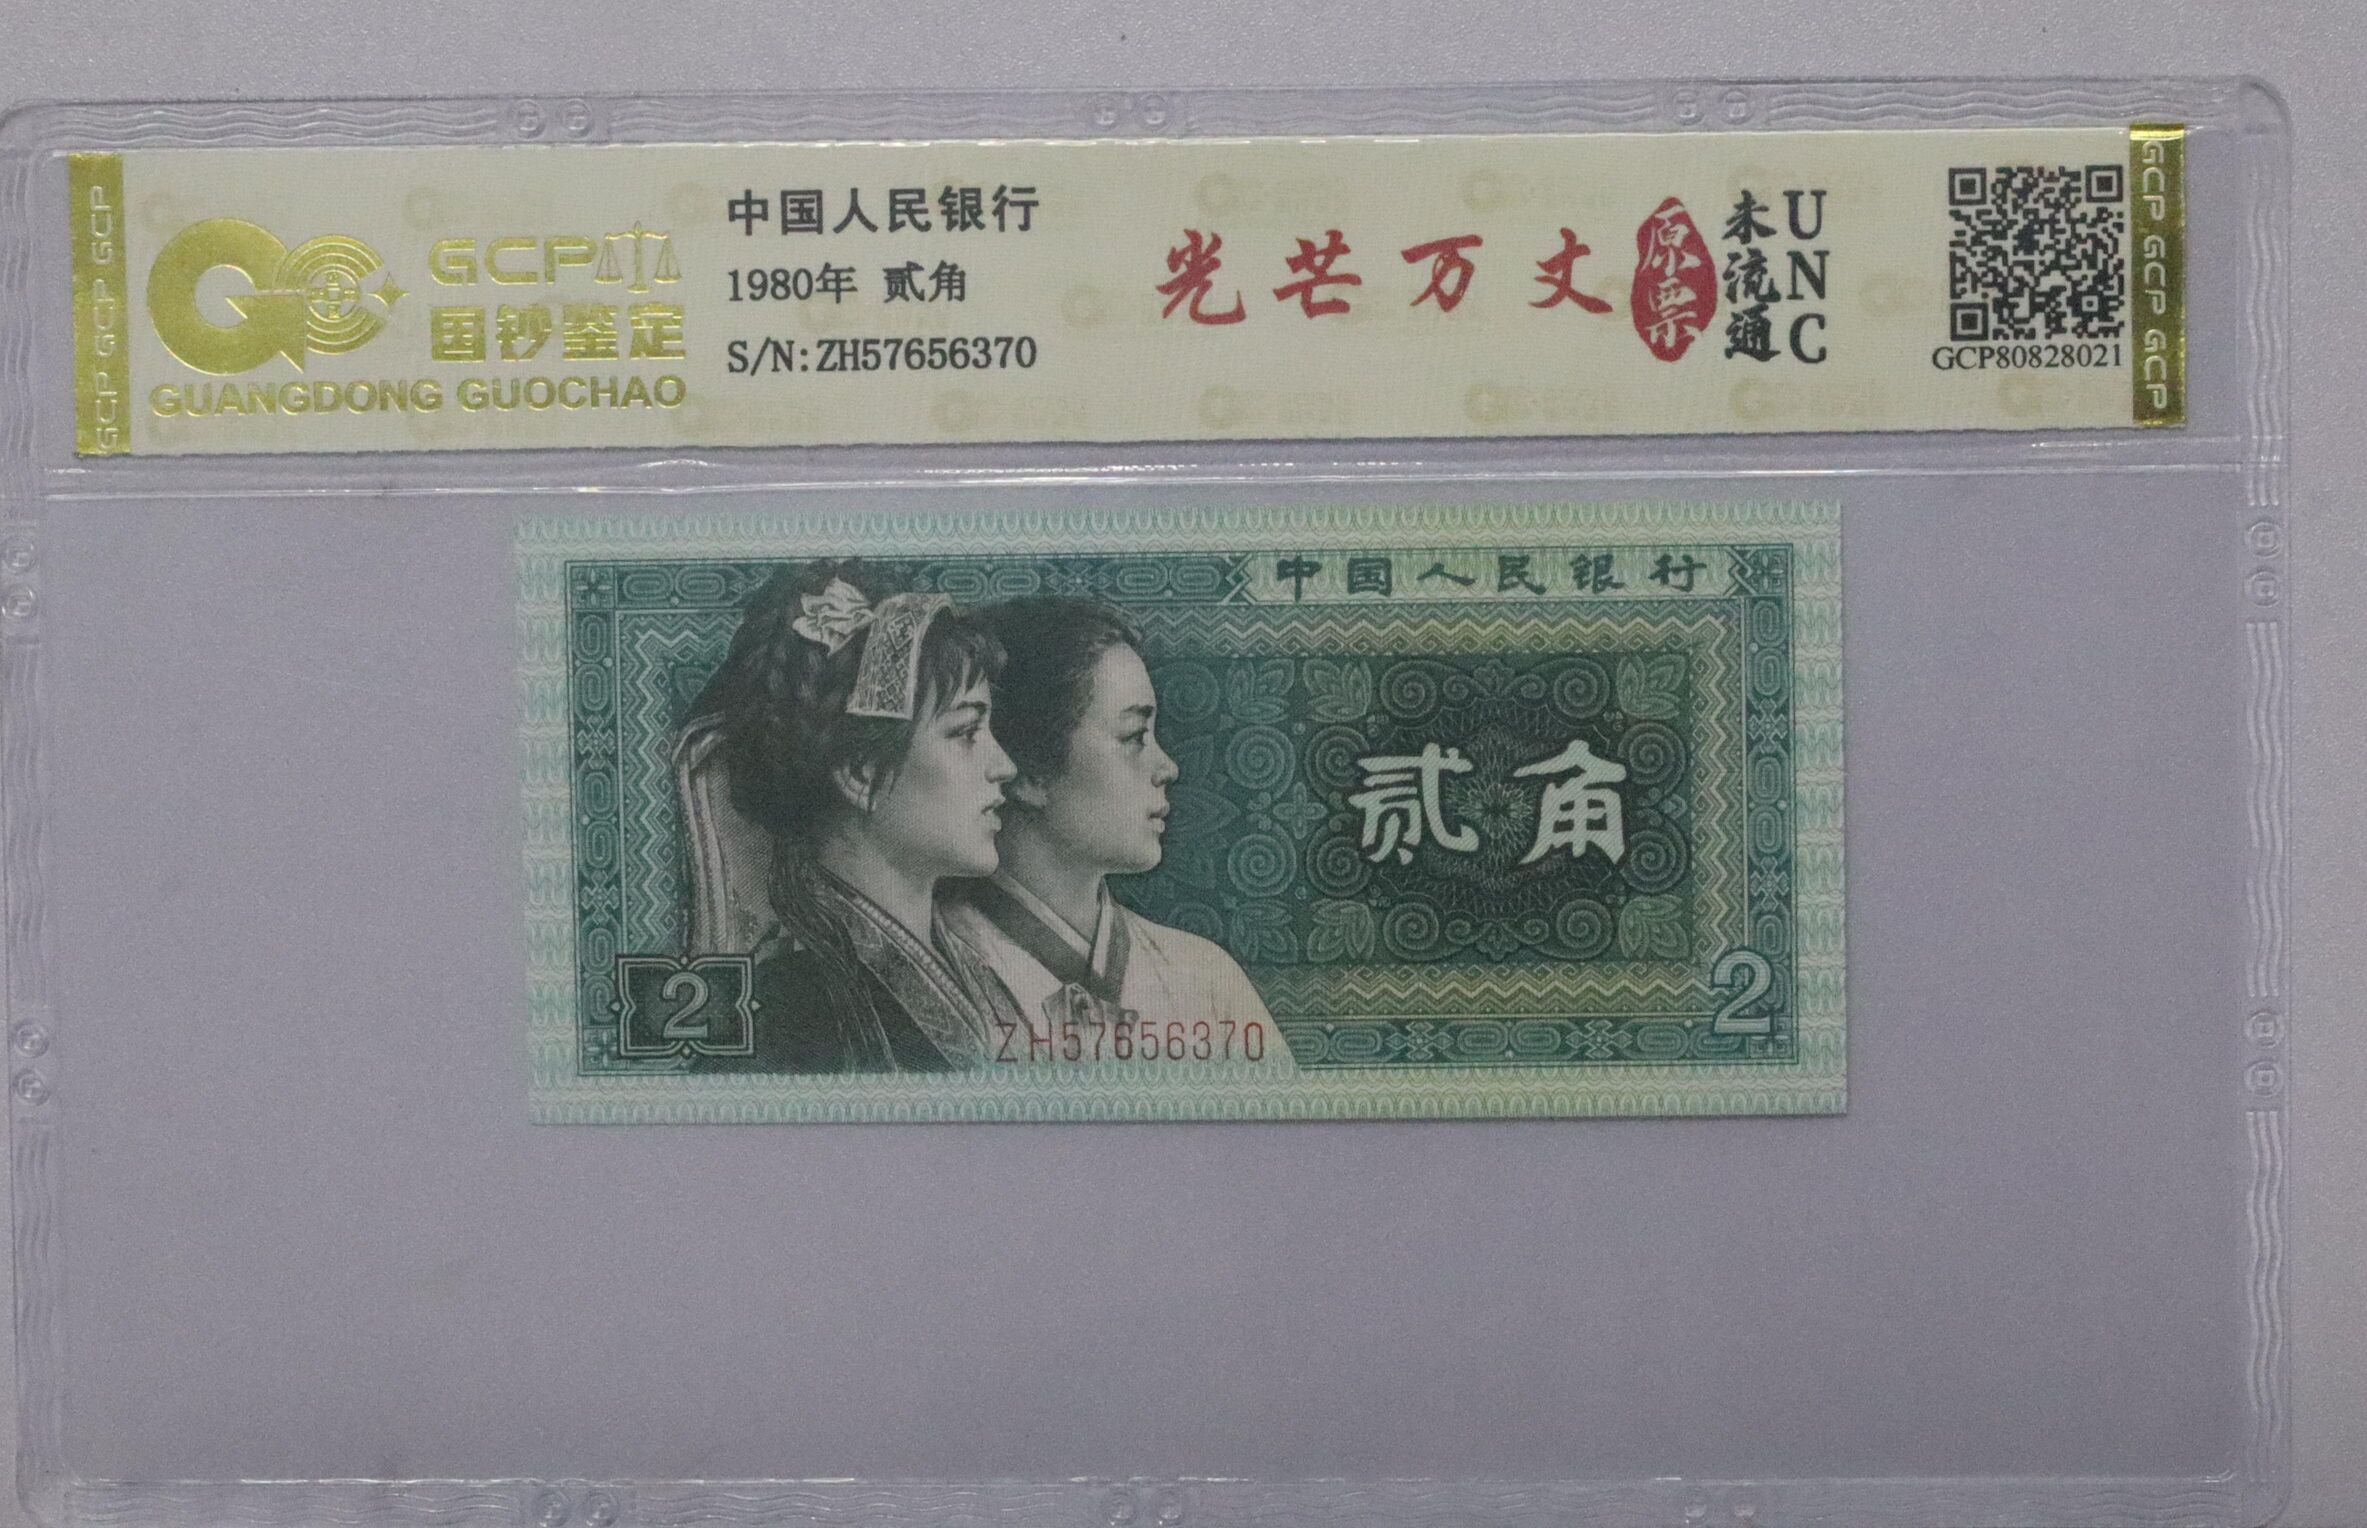 GCP GCP GCP
GCP
国钞鉴定
GUANGDONG GUOCHAO
中国人民银行
1980年 贰角
S/N:ZH57656370
光芒万丈
原票
未流通
UNC
GCP80828021
GCP GCP GCP
中国人民银行
贰角
2
2
ZH57656370